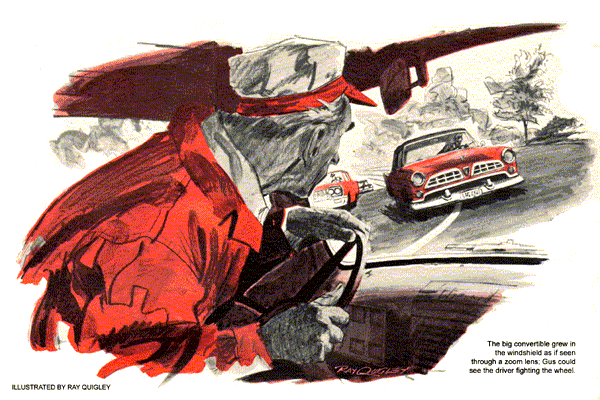 RAY QUIGLEY
The big convertible grew in
the windshield as if seen
through a zoom lens; Gus could
see the driver fighting the wheel.
ILLUSTRATED BY RAY QUIGLEY